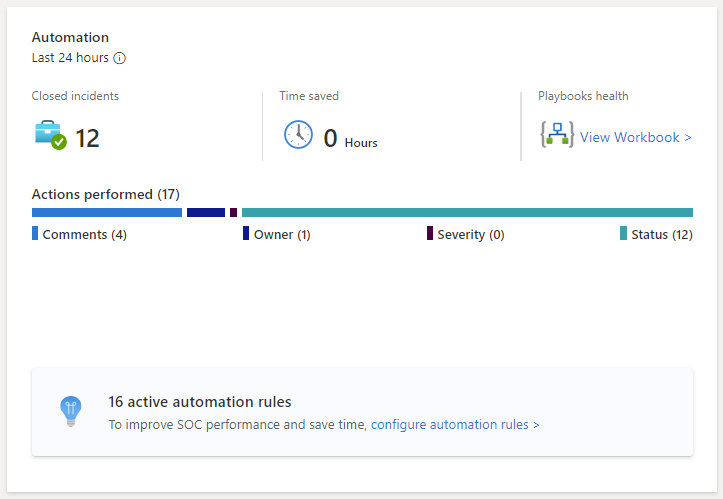 Automation
Last 24 hours
Closed incidents
12
Time saved
0 Hours
Playbooks health
View Workbook >
Actions performed (17)
Comments (4)
Owner (1)
Severity (0)
Status (12)
16 active automation rules
To improve SOC performance and save time, configure automation rules >